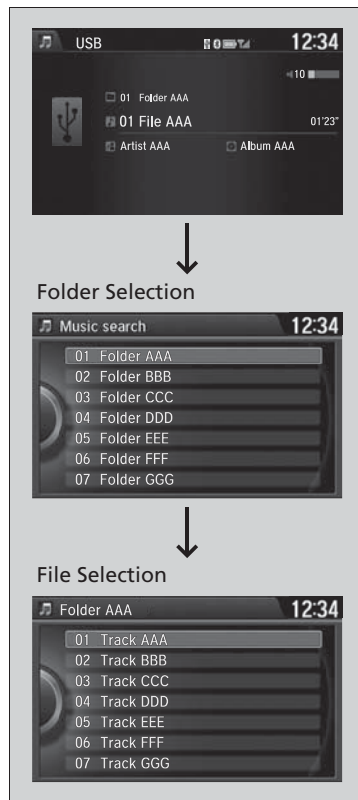 USB 12:34
10
01 Folder AAA
01 File AAA 01'23"
Artist AAA Album AAA
Folder Selection
Music search 12:34
01 Folder AAA
02 Folder BBB
03 Folder CCC
04 Folder DDD
05 Folder EEE
06 Folder FFF
07 Folder GGG
File Selection
Folder AAA 12:34
01 Track AAA
02 Track BBB
03 Track CCC
04 Track DDD
05 Track EEE
06 Track FFF
07 Track GGG